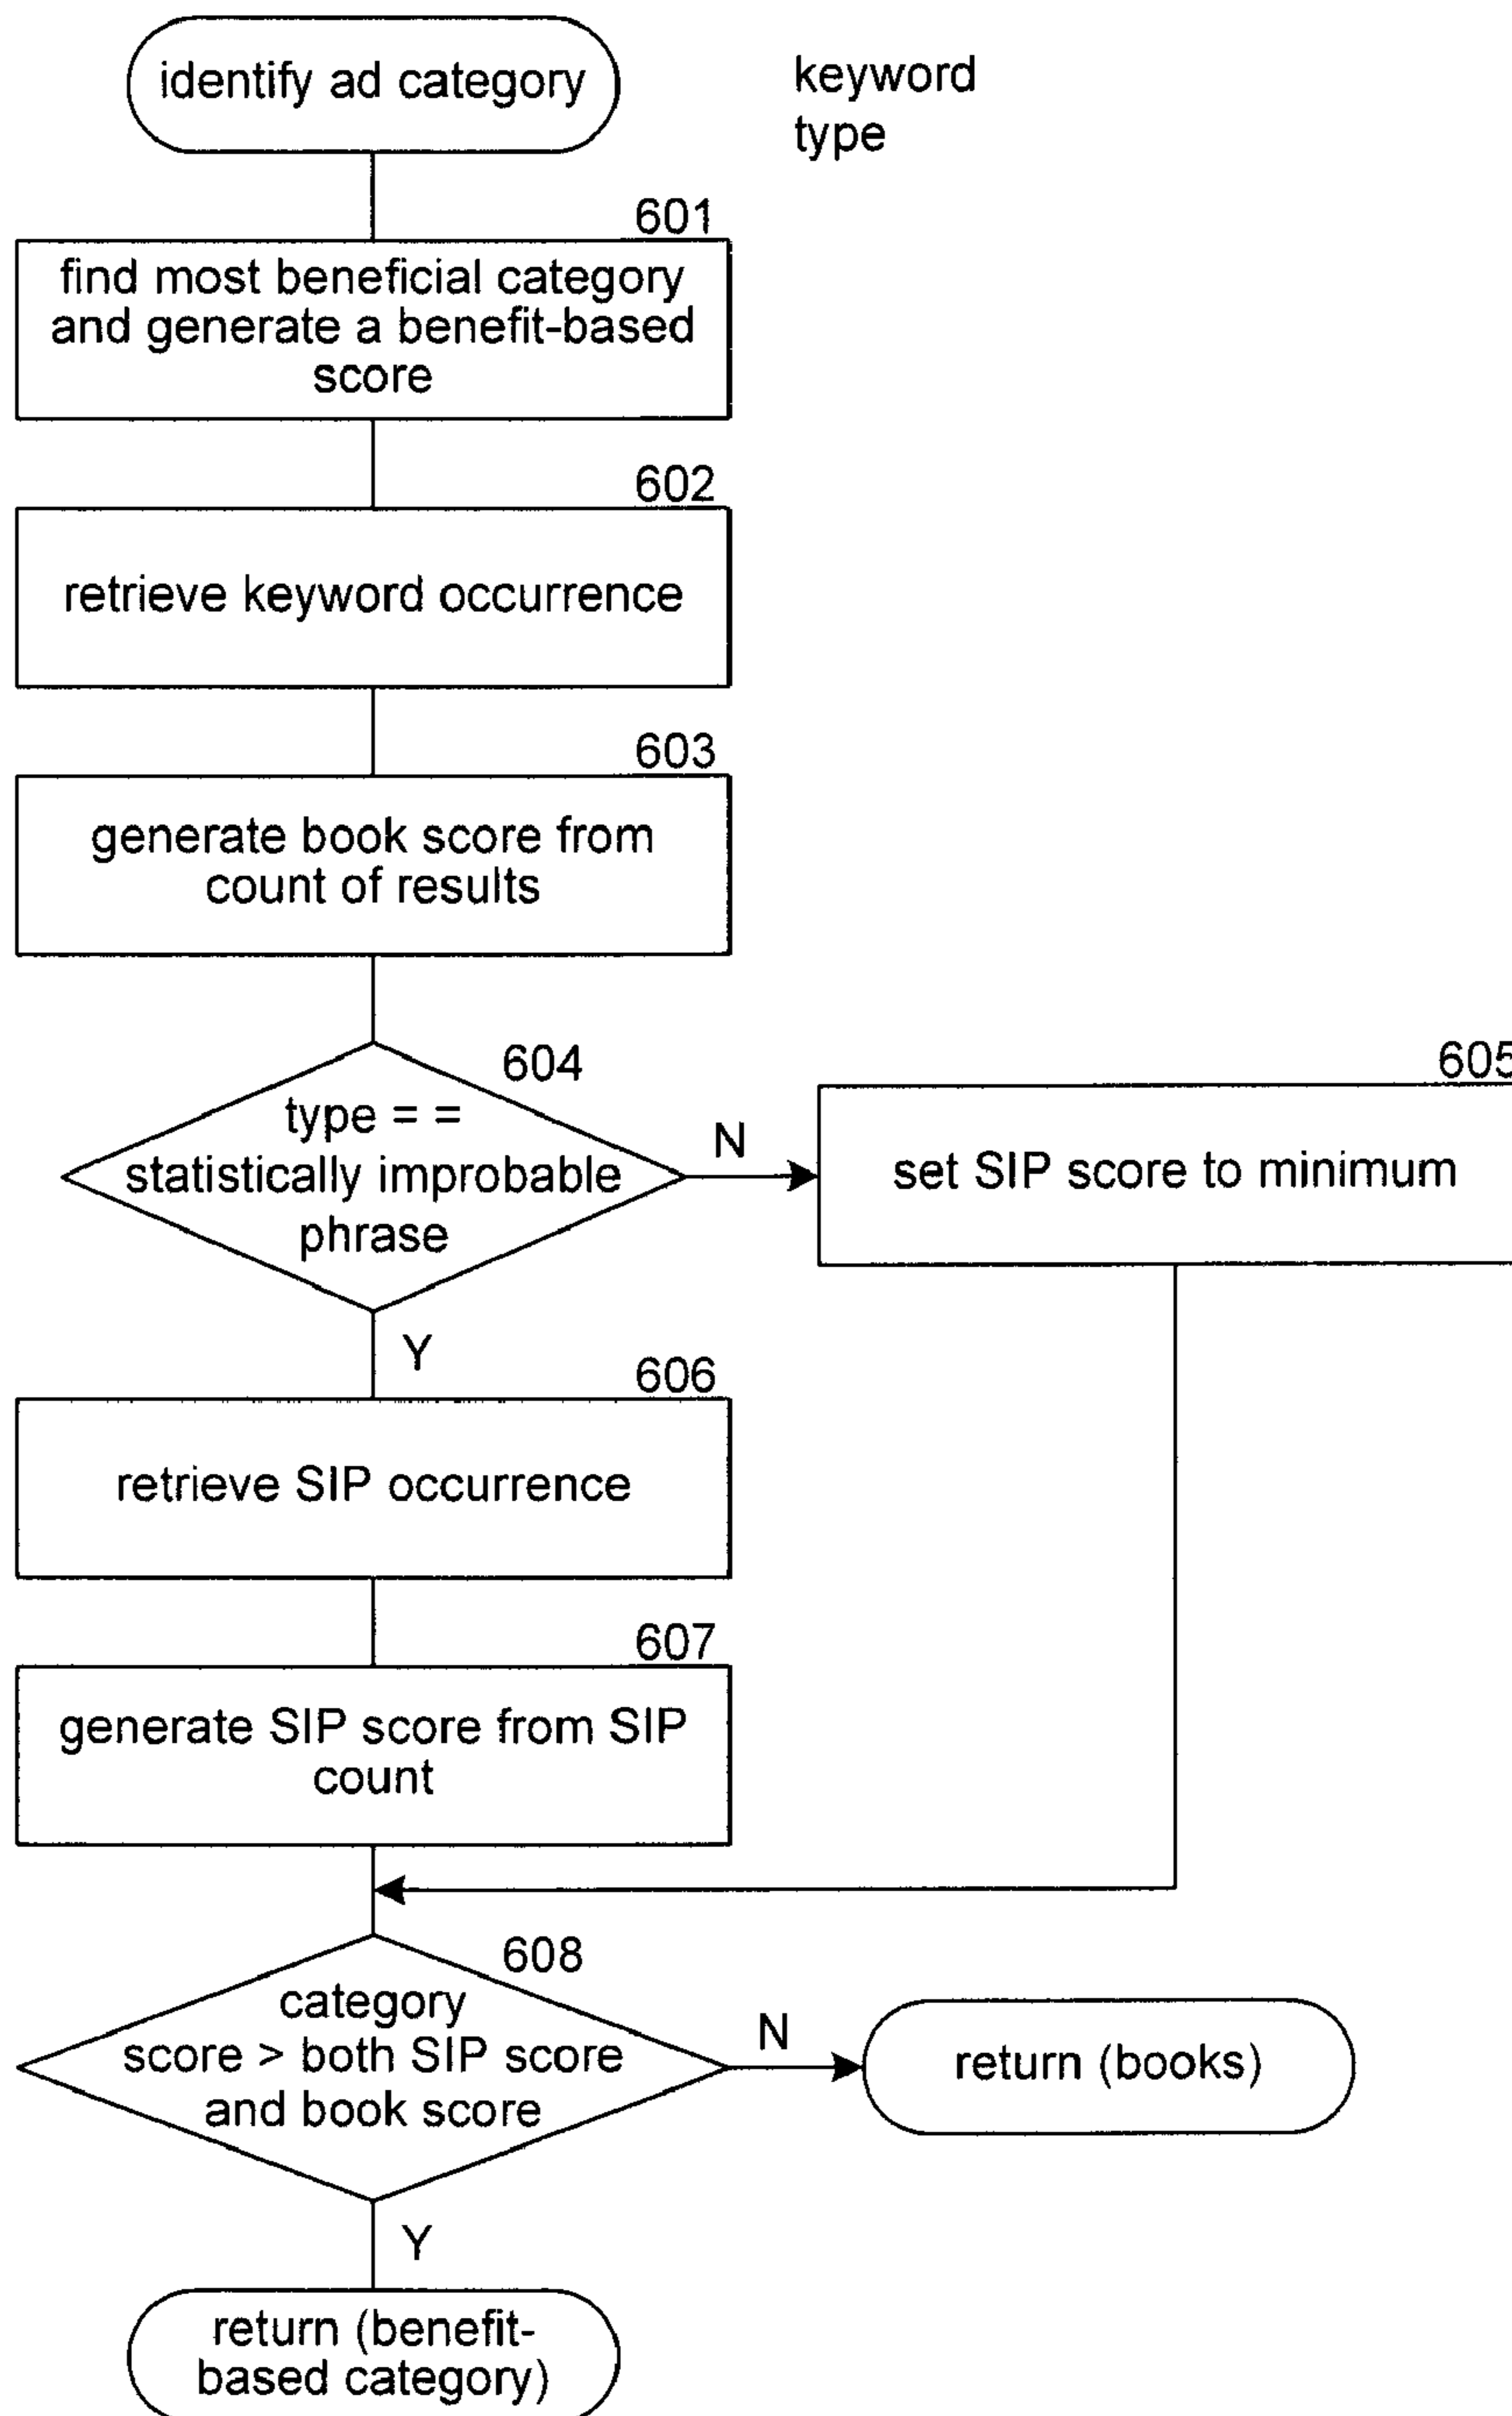 identify ad category
keyword
type
601
find most beneficial category
and generate a benefit-based
score
602
retrieve keyword occurrence
603
generate book score from
count of results
604
type = =
statistically improbable
phrase
N
605
set SIP score to minimum
Y
606
retrieve SIP occurrence
607
generate SIP score from SIP
count
608
category
score > both SIP score
and book score
N
return (books)
Y
return (benefit-
based category)